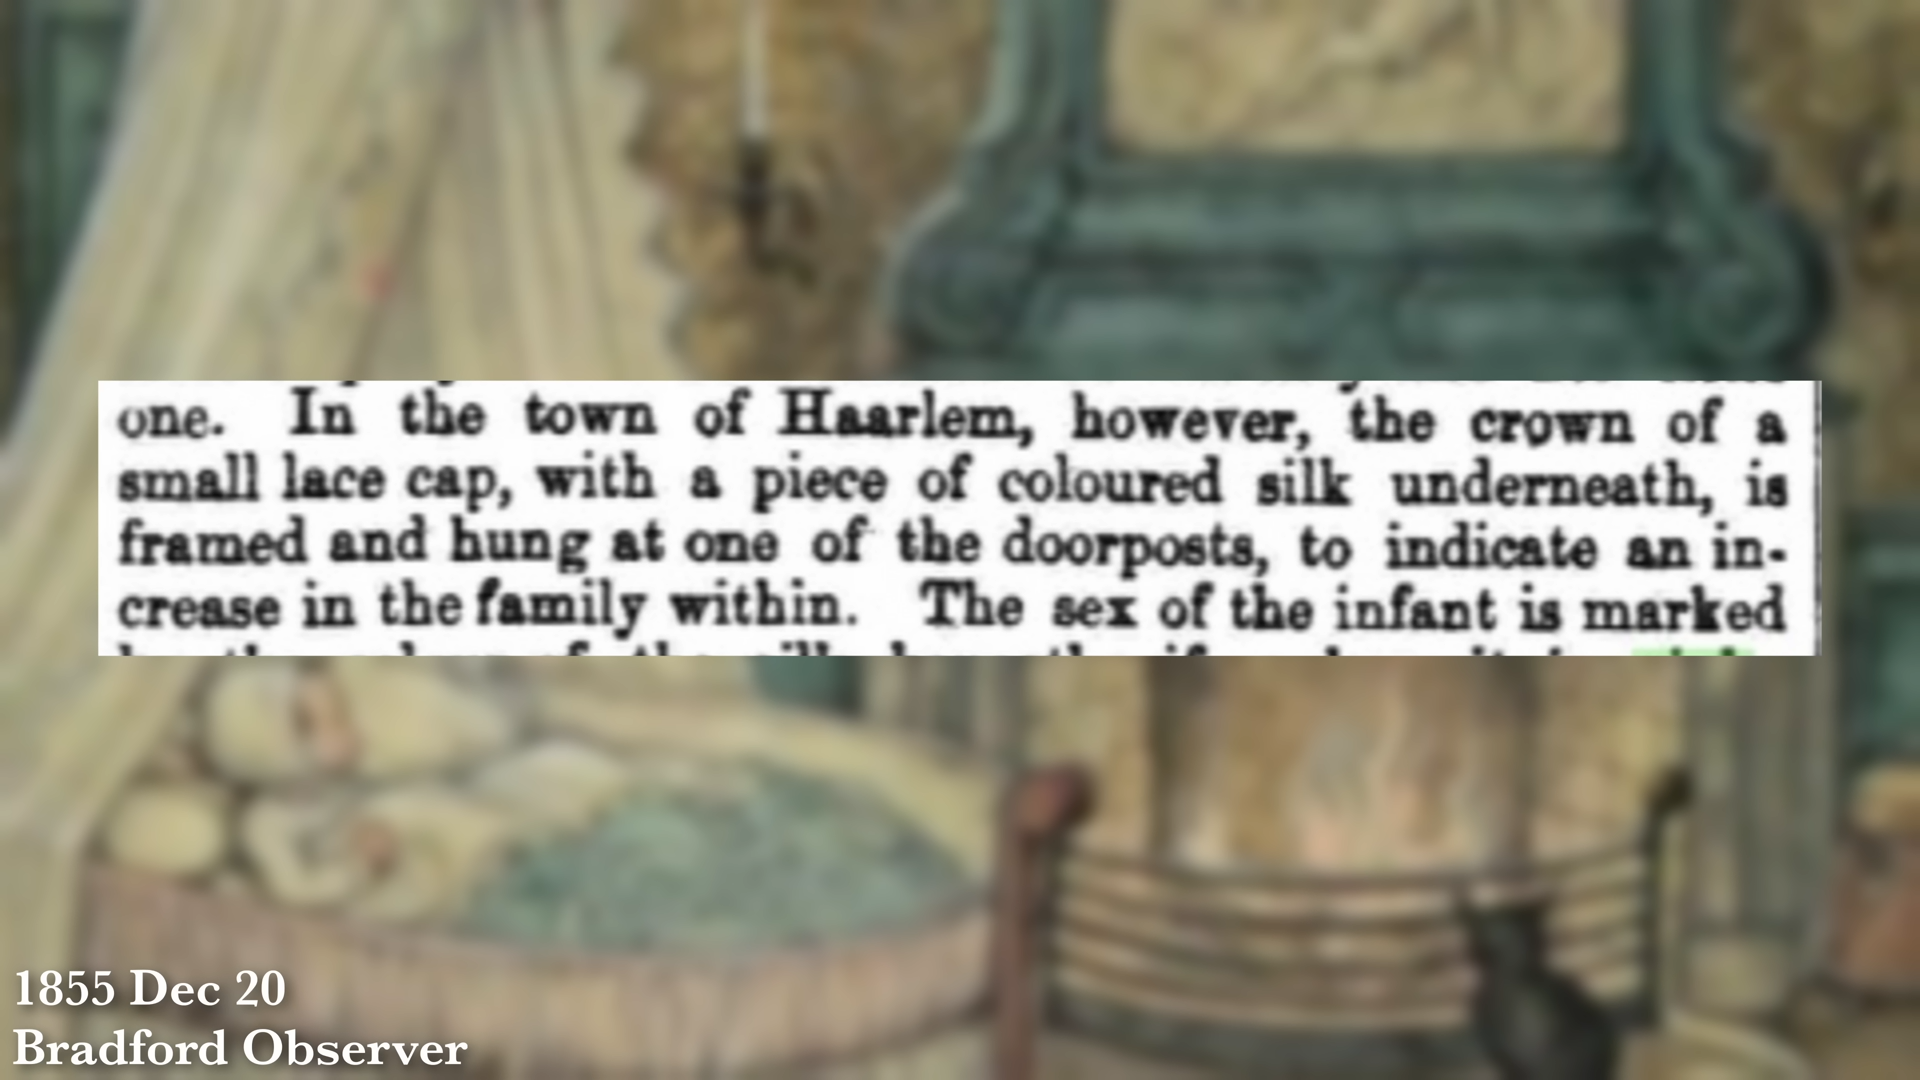 one. In the town of Haarlem, however, the crown of a
small lace cap, with a piece of coloured silk underneath, is
framed and hung at one of the doorposts, to indicate an in-
crease in the family within. The sex of the infant is marked
1855 Dec 20
Bradford Observer